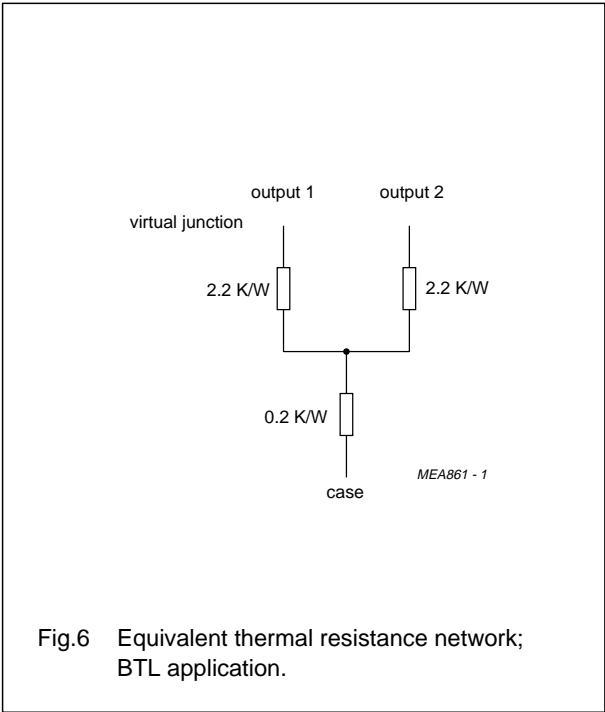 output 1 output 2
virtual junction
2.2 K/W 2.2 K/W
0.2 K/W
MEA861 - 1
case
Fig.6 Equivalent thermal resistance network;
BTL application.